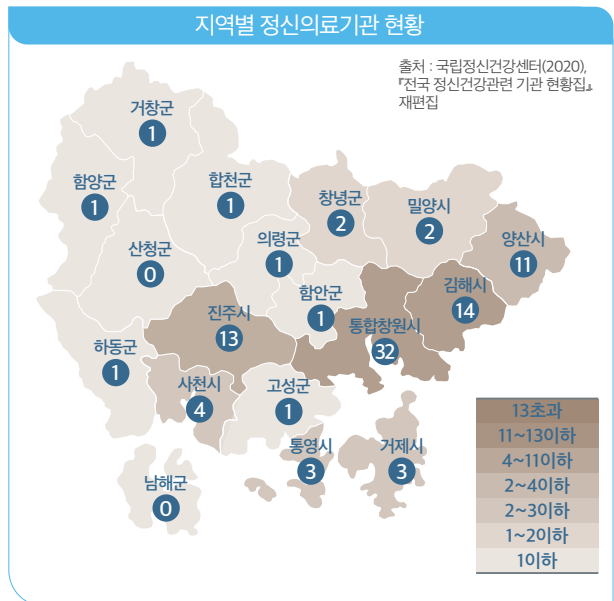 지역별 정신의료기관 현황
출처 : 국립정신건강센터(2020),
『전국 정신건강관련 기관 현황집』,
재편집
거창군
1
함양군
1
합천군
1
창녕군
2
밀양시
2
양산시
11
산청군
0
의령군
1
함안군
1
김해시
14
진주시
13
통합창원시
32
하동군
1
사천시
4
고성군
1
통영시
3
거제시
3
남해군
0
13초과
11~13이하
4~11이하
2~4이하
2~3이하
1~2이하
1이하